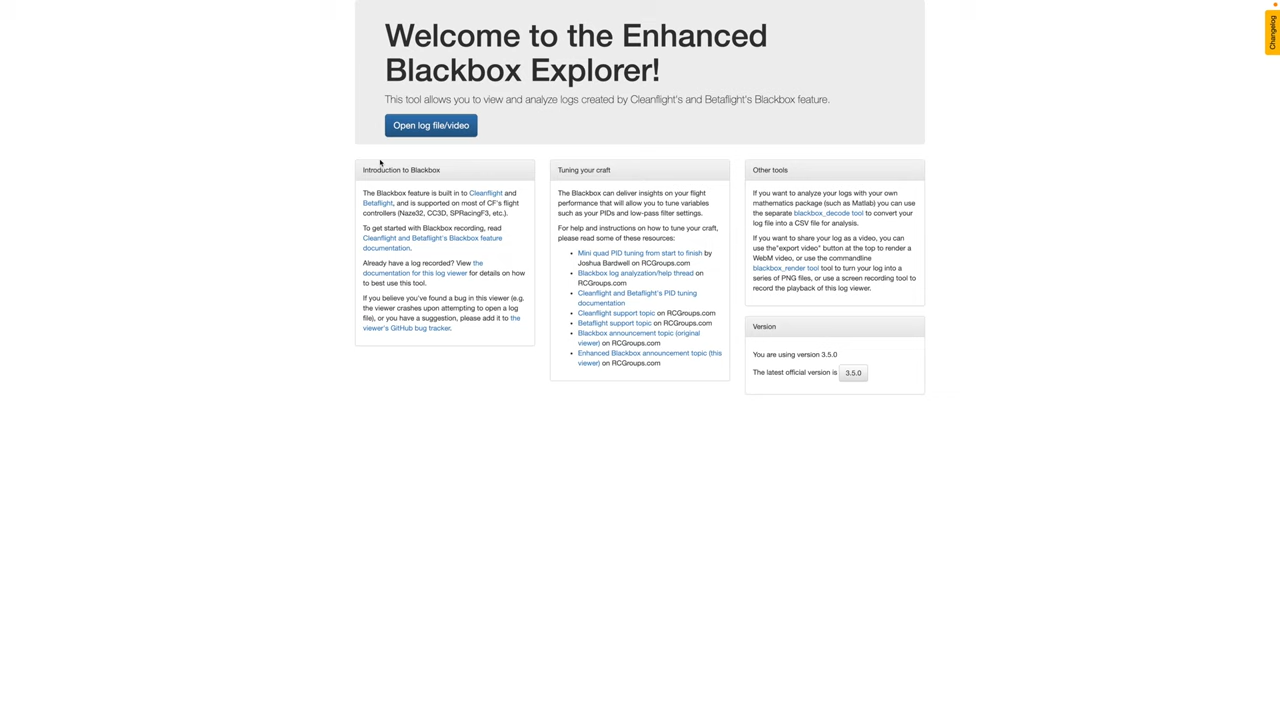 Welcome to the Enhanced
Blackbox Explorer!
This tool allows you to view and analyze logs created by Cleanflight's and Betaflight's Blackbox feature.
Open log file/video
Changelog
Introduction to Blackbox
The Blackbox feature is built in to Cleanflight and
Betaflight, and is supported on most of CF's flight
controllers (Naze32, CC3D, SPRacingF3, etc.).
To get started with Blackbox recording, read
Cleanflight and Betaflight's Blackbox feature
documentation.
Already have a log recorded? View the
documentation for this log viewer for details on how
to best use this tool.
If you believe you've found a bug in this viewer (e.g.
the viewer crashes upon attempting to open a log
file), or you have a suggestion, please add it to the
viewer's GitHub bug tracker.
Tuning your craft
The Blackbox can deliver insights on your flight
performance that will allow you to tune variables
such as your PIDs and low-pass filter settings.
For help and instructions on how to tune your craft,
please read some of these resources:
• Mini quad PID tuning from start to finish by
Joshua Bardwell on RCGroups.com
• Blackbox log analyzation/help thread on
RCGroups.com
• Cleanflight and Betaflight's PID tuning
documentation
• Cleanflight support topic on RCGroups.com
• Betaflight support topic on RCGroups.com
• Blackbox announcement topic (original
viewer) on RCGroups.com
• Enhanced Blackbox announcement topic (this
viewer) on RCGroups.com
Other tools
If you want to analyze your logs with your own
mathematics package (such as Matlab) you can use
the separate blackbox_decode tool to convert your
log file into a CSV file for analysis.
If you want to share your log as a video, you can
use the"export video" button at the top to render a
WebM video, or use the commandline
blackbox_render tool tool to turn your log into a
series of PNG files, or use a screen recording tool to
record the playback of this log viewer.
Version
You are using version 3.5.0
The latest official version is 3.5.0